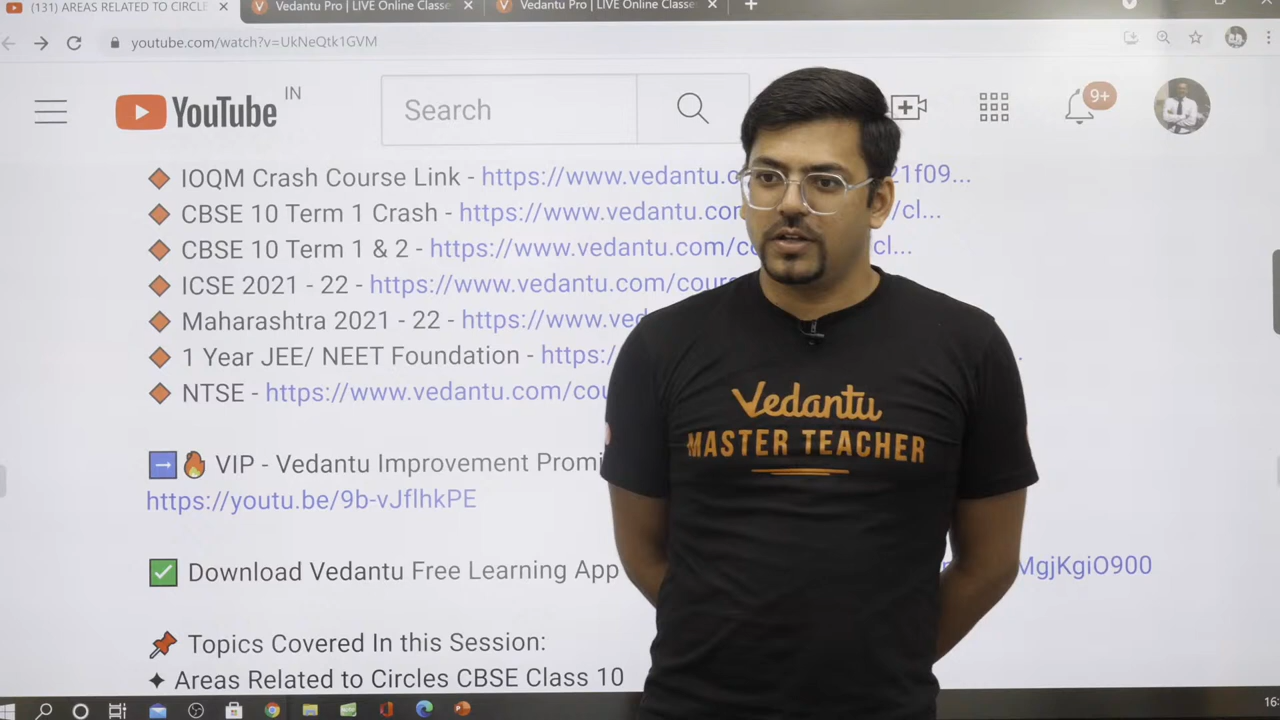 (131) AREAS RELATED TO CIRCLE
Vedantu Pro | LIVE Online Classe
Vedantu Pro | LIVE Online Classe
youtube.com/watch?v=UkNeQtk1GVM
YouTube IN
Search
9+
IOQM Crash Course Link - https://www.vedantu.c 21f09...
CBSE 10 Term 1 Crash - https://www.vedantu.com /cl...
CBSE 10 Term 1 & 2 - https://www.vedantu.com/co cl...
ICSE 2021 - 22 - https://www.vedantu.com/cour
Maharashtra 2021 - 22 - https://www.ved
1 Year JEE/ NEET Foundation - https:/
NTSE - https://www.vedantu.com/cou
VIP - Vedantu Improvement Promi
https://youtu.be/9b-vJflhkPE
Download Vedantu Free Learning App MgjKgiO900
Topics Covered In this Session:
Areas Related to Circles CBSE Class 10
Vedantu
MASTER TEACHER
16: